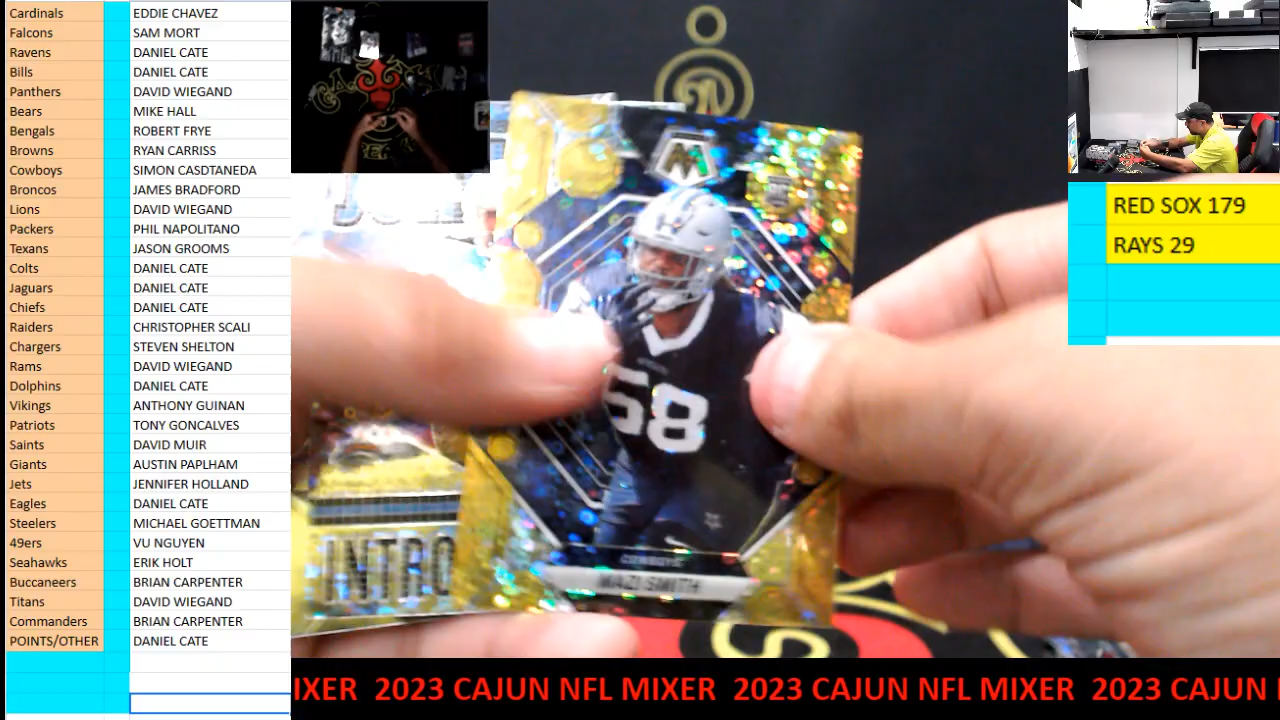 Cardinals EDDIE CHAVEZ
Falcons SAM MORT
Ravens DANIEL CATE
Bills DANIEL CATE
Panthers DAVID WIEGAND
Bears MIKE HALL
Bengals ROBERT FRYE
Browns RYAN CARRISS
Cowboys SIMON CASDTANEDA
Broncos JAMES BRADFORD
Lions DAVID WIEGAND
Packers PHIL NAPOLITANO
Texans JASON GROOMS
Colts DANIEL CATE
Jaguars DANIEL CATE
Chiefs DANIEL CATE
Raiders CHRISTOPHER SCALI
Chargers STEVEN SHELTON
Rams DAVID WIEGAND
Dolphins DANIEL CATE
Vikings ANTHONY GUINAN
Patriots TONY GONCALVES
Saints DAVID MUIR
Giants AUSTIN PAPLHAM
Jets JENNIFER HOLLAND
Eagles DANIEL CATE
Steelers MICHAEL GOETTMAN
49ers VU NGUYEN
Seahawks ERIK HOLT
Buccaneers BRIAN CARPENTER
Titans DAVID WIEGAND
Commanders BRIAN CARPENTER
POINTS/OTHER DANIEL CATE
58
COWBOYS
MAZI SMITH
INTRO
RED SOX 179
RAYS 29
IXER 2023 CAJUN NFL MIXER 2023 CAJUN NFL MIXER 2023 CAJUN